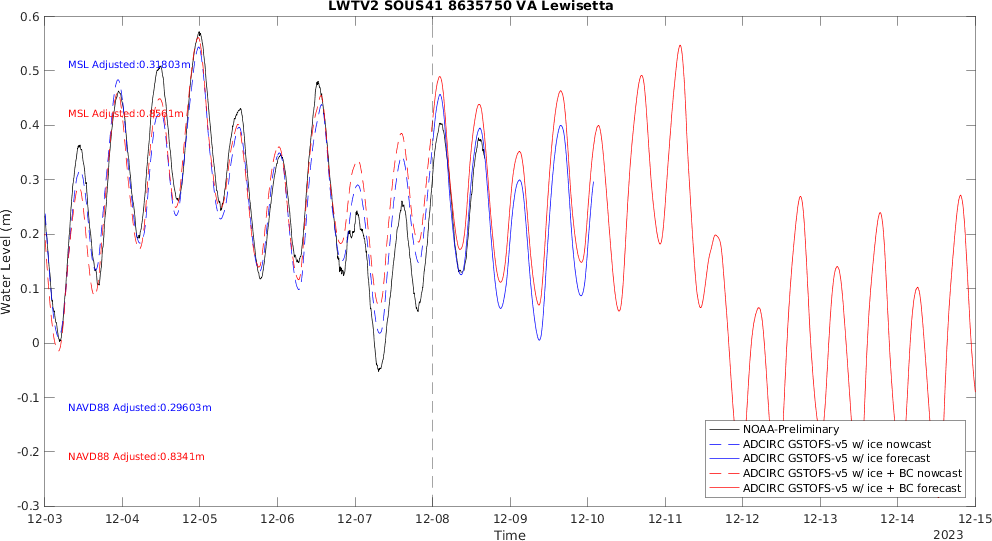 LWTV2 SOUS41 8635750 VA Lewisetta
0.6
0.5
0.4
0.3
0.2
0.1
0
-0.1
-0.2
-0.3
Water Level (m)
MSL Adjusted:0.31803m
MSL Adjusted:0.8561m
NAVD88 Adjusted:0.29603m
NAVD88 Adjusted:0.8341m
NOAA-Preliminary
ADCIRC GSTOFS-v5 w/ ice nowcast
ADCIRC GSTOFS-v5 w/ ice forecast
ADCIRC GSTOFS-v5 w/ ice + BC nowcast
ADCIRC GSTOFS-v5 w/ ice + BC forecast
12-03 12-04 12-05 12-06 12-07 12-08 12-09 12-10 12-11 12-12 12-13 12-14 12-15
Time
2023